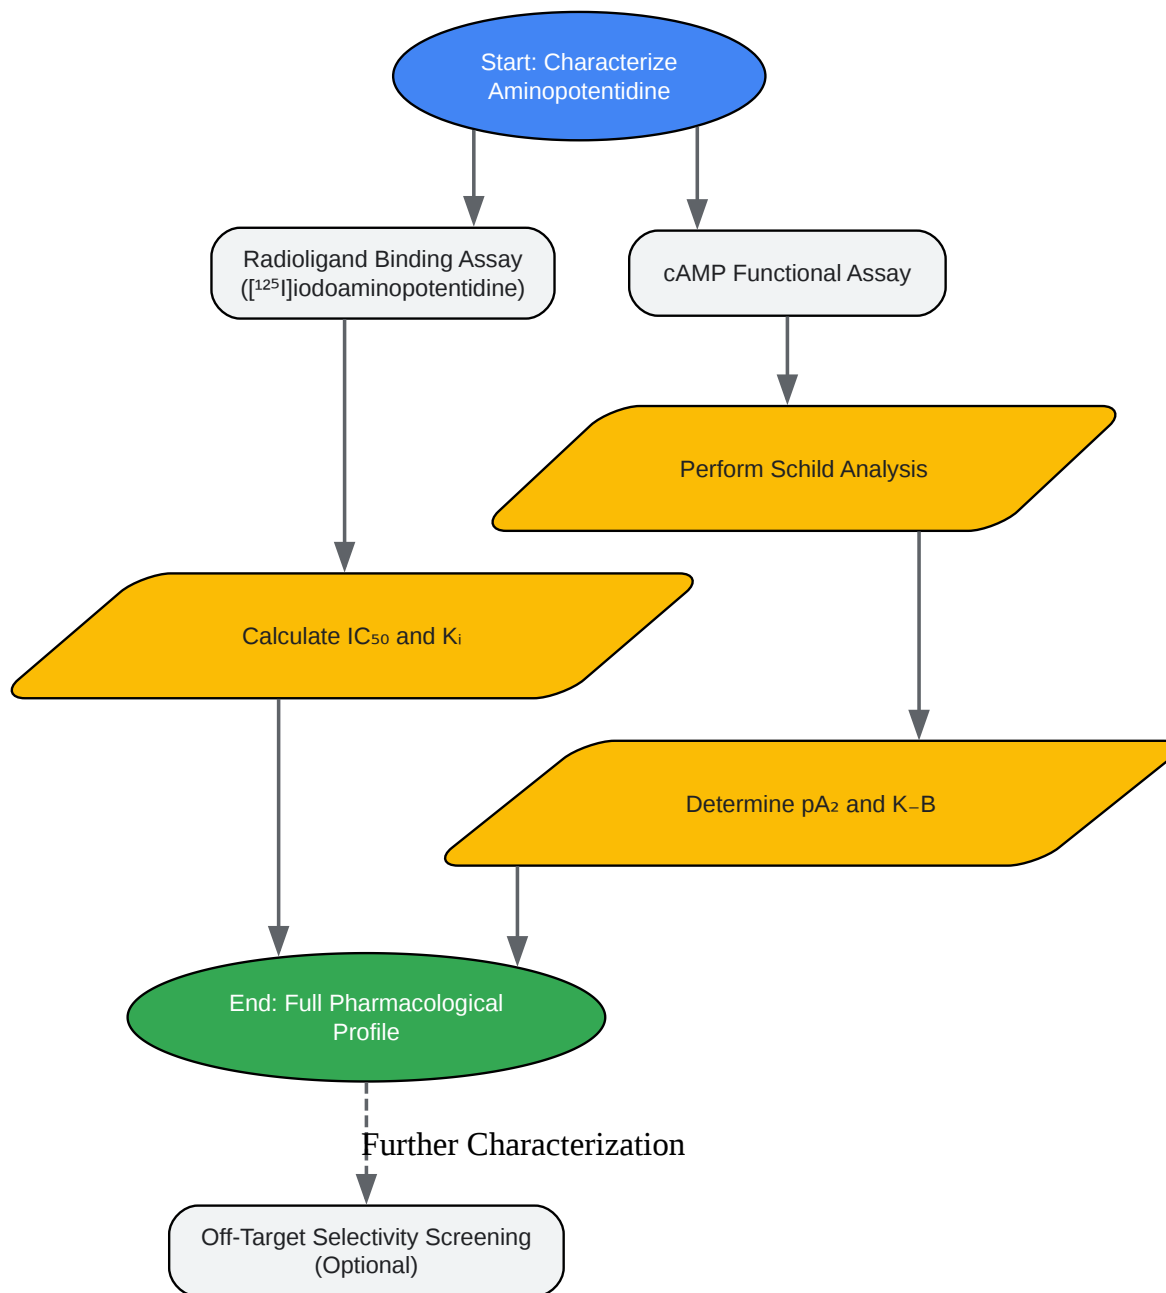 Start: Characterize
Aminopotentidine
Radioligand Binding Assay
([¹²⁵I]iodoaminopotentidine)
cAMP Functional Assay
Perform Schild Analysis
Calculate IC₅₀ and Kᵢ
Determine pA₂ and K₋B
End: Full Pharmacological
Profile
Further Characterization
Off-Target Selectivity Screening
(Optional)